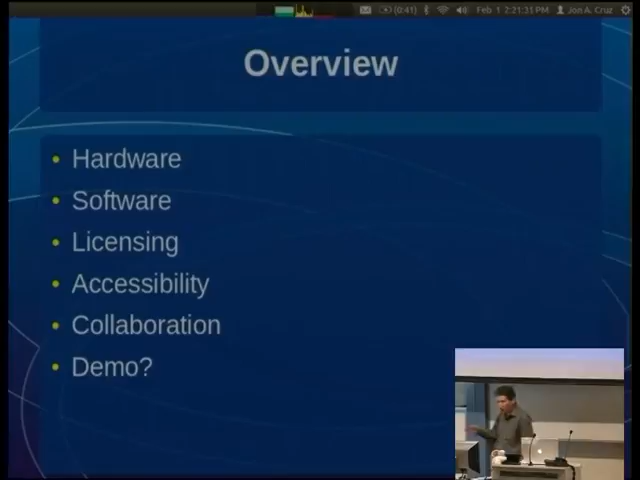 (0:41) Feb 1 2:21:31 PM Jon A. Cruz
Overview
• Hardware
• Software
• Licensing
• Accessibility
• Collaboration
• Demo?